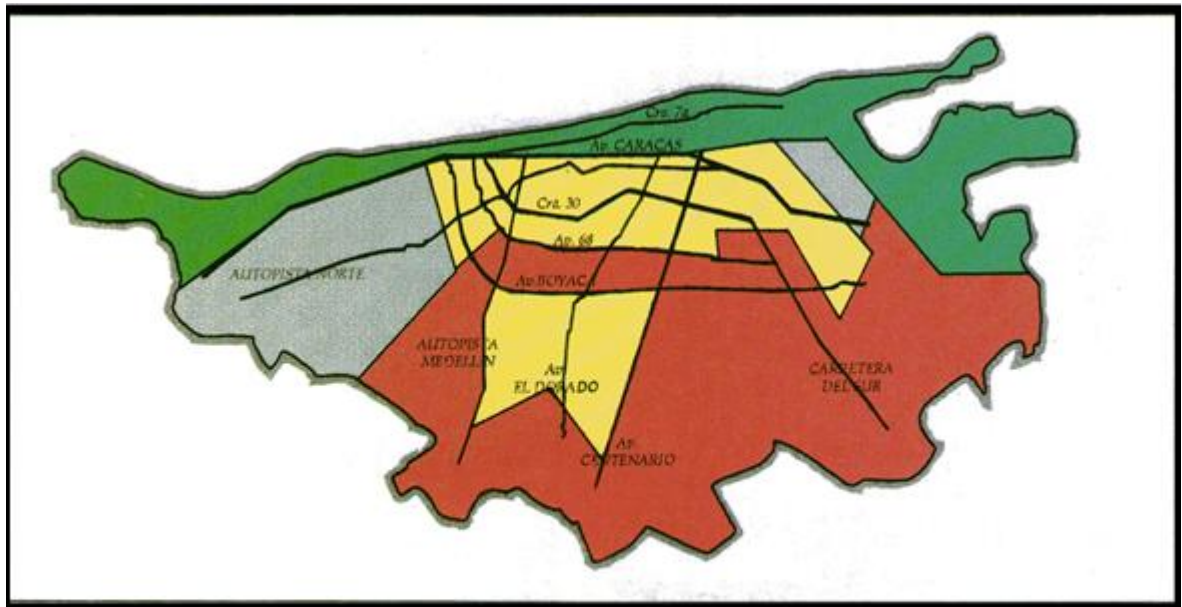 Cra. 7a
Av. CARACAS
Cra. 30
Av. 68
AUTOPISTA NORTE
Av. BOYACA
AUTOPISTA
MEDELLIN
Av.
EL DORADO
CARRETERA
DEL SUR
Av.
CENTENARIO